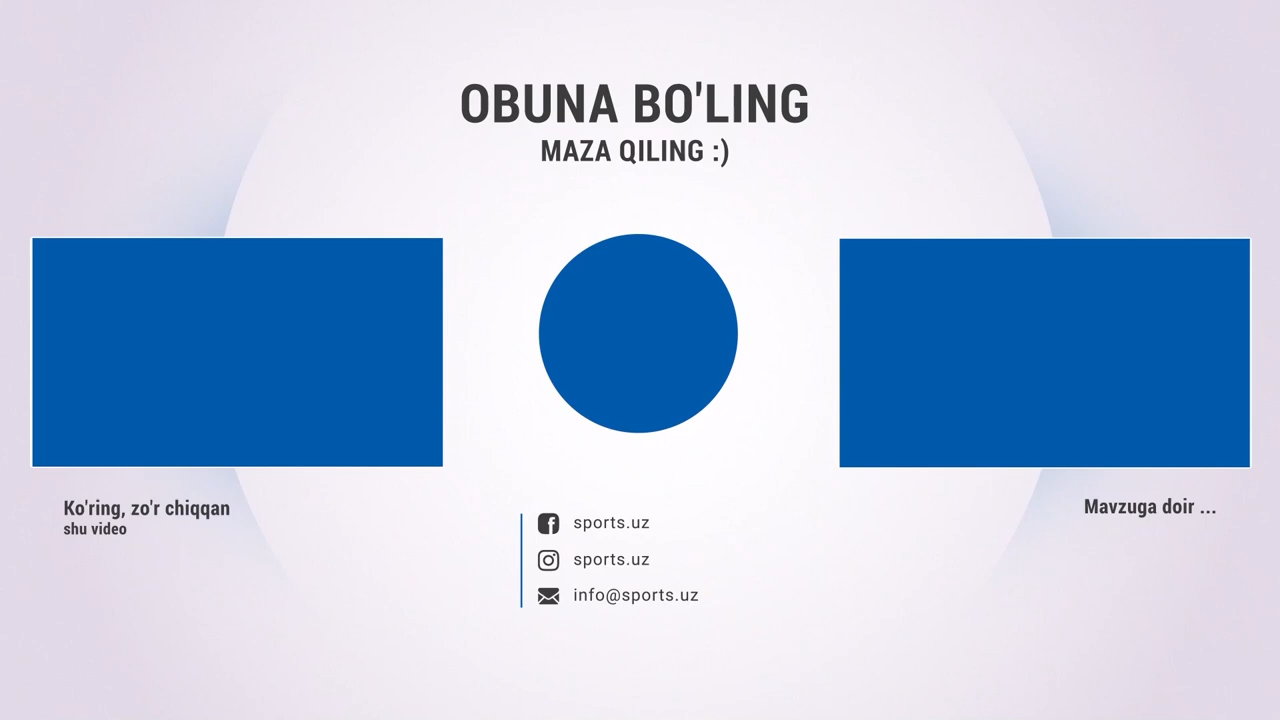 OBUNA BO'LING
MAZA QILING :)
Ko'ring, zo'r chiqqan
shu video
Mavzuga doir ...
sports.uz
sports.uz
info@sports.uz